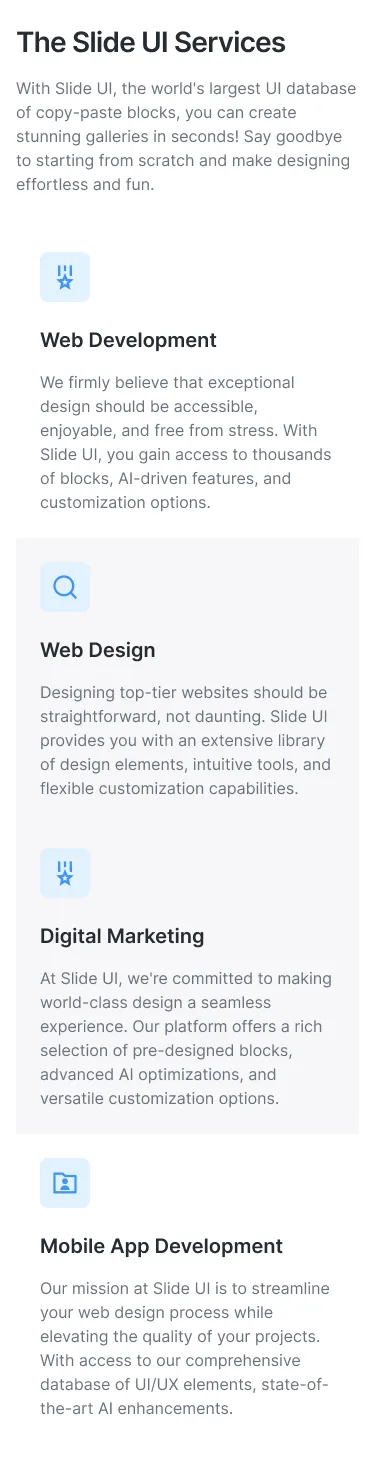 The Slide UI Services
With Slide UI, the world's largest UI database
of copy-paste blocks, you can create
stunning galleries in seconds! Say goodbye
to starting from scratch and make designing
effortless and fun.
Web Development
We firmly believe that exceptional
design should be accessible,
enjoyable, and free from stress. With
Slide UI, you gain access to thousands
of blocks, AI-driven features, and
customization options.
Web Design
Designing top-tier websites should be
straightforward, not daunting. Slide UI
provides you with an extensive library
of design elements, intuitive tools, and
flexible customization capabilities.
Digital Marketing
At Slide UI, we're committed to making
world-class design a seamless
experience. Our platform offers a rich
selection of pre-designed blocks,
advanced AI optimizations, and
versatile customization options.
Mobile App Development
Our mission at Slide UI is to streamline
your web design process while
elevating the quality of your projects.
With access to our comprehensive
database of UI/UX elements, state-of-
the-art AI enhancements.